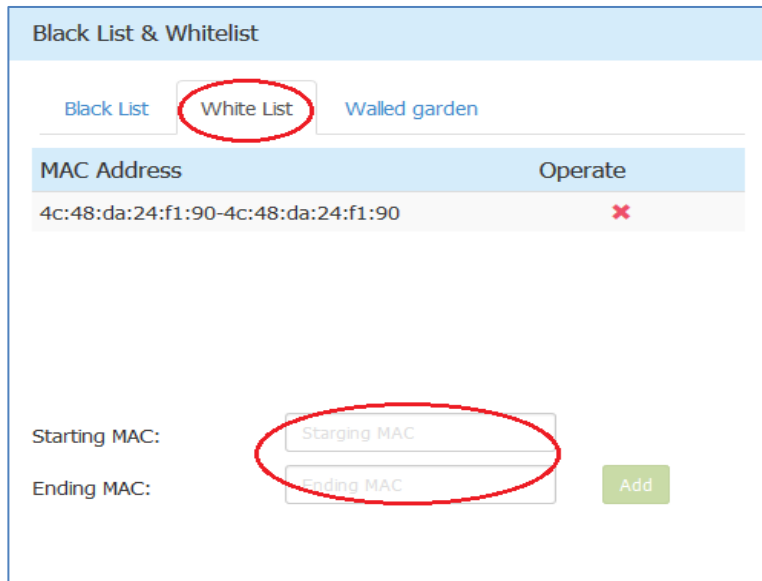 Black List & Whitelist
Black List White List Walled garden
MAC Address Operate
4c:48:da:24:f1:90-4c:48:da:24:f1:90
Starting MAC: Starging MAC
Ending MAC: Ending MAC Add